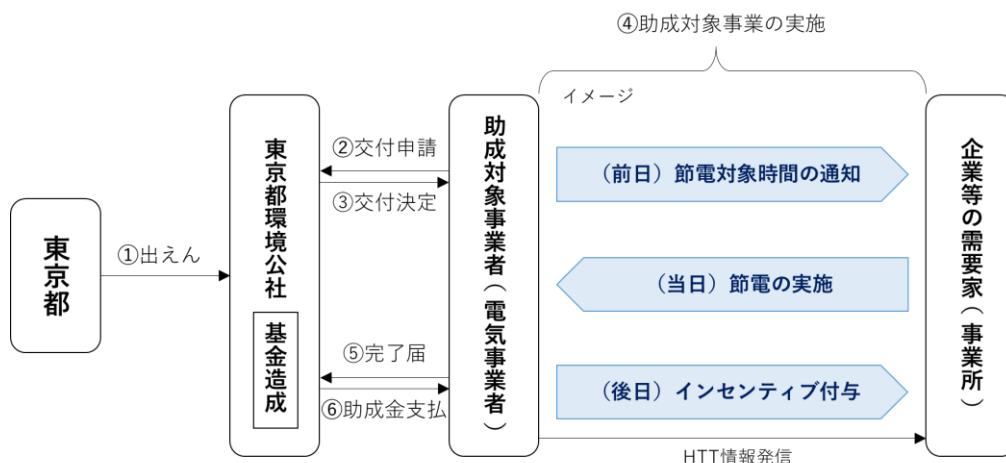 ④助成対象事業の実施
イメージ
東京都
①出えん
東京都環境公社
基金造成
②交付申請
③交付決定
⑤完了届
⑥助成金支払
助成対象事業者（電気事業者）
（前日）節電対象時間の通知
（当日）節電の実施
（後日）インセンティブ付与
HTT情報発信
企業等の需要家（事業所）